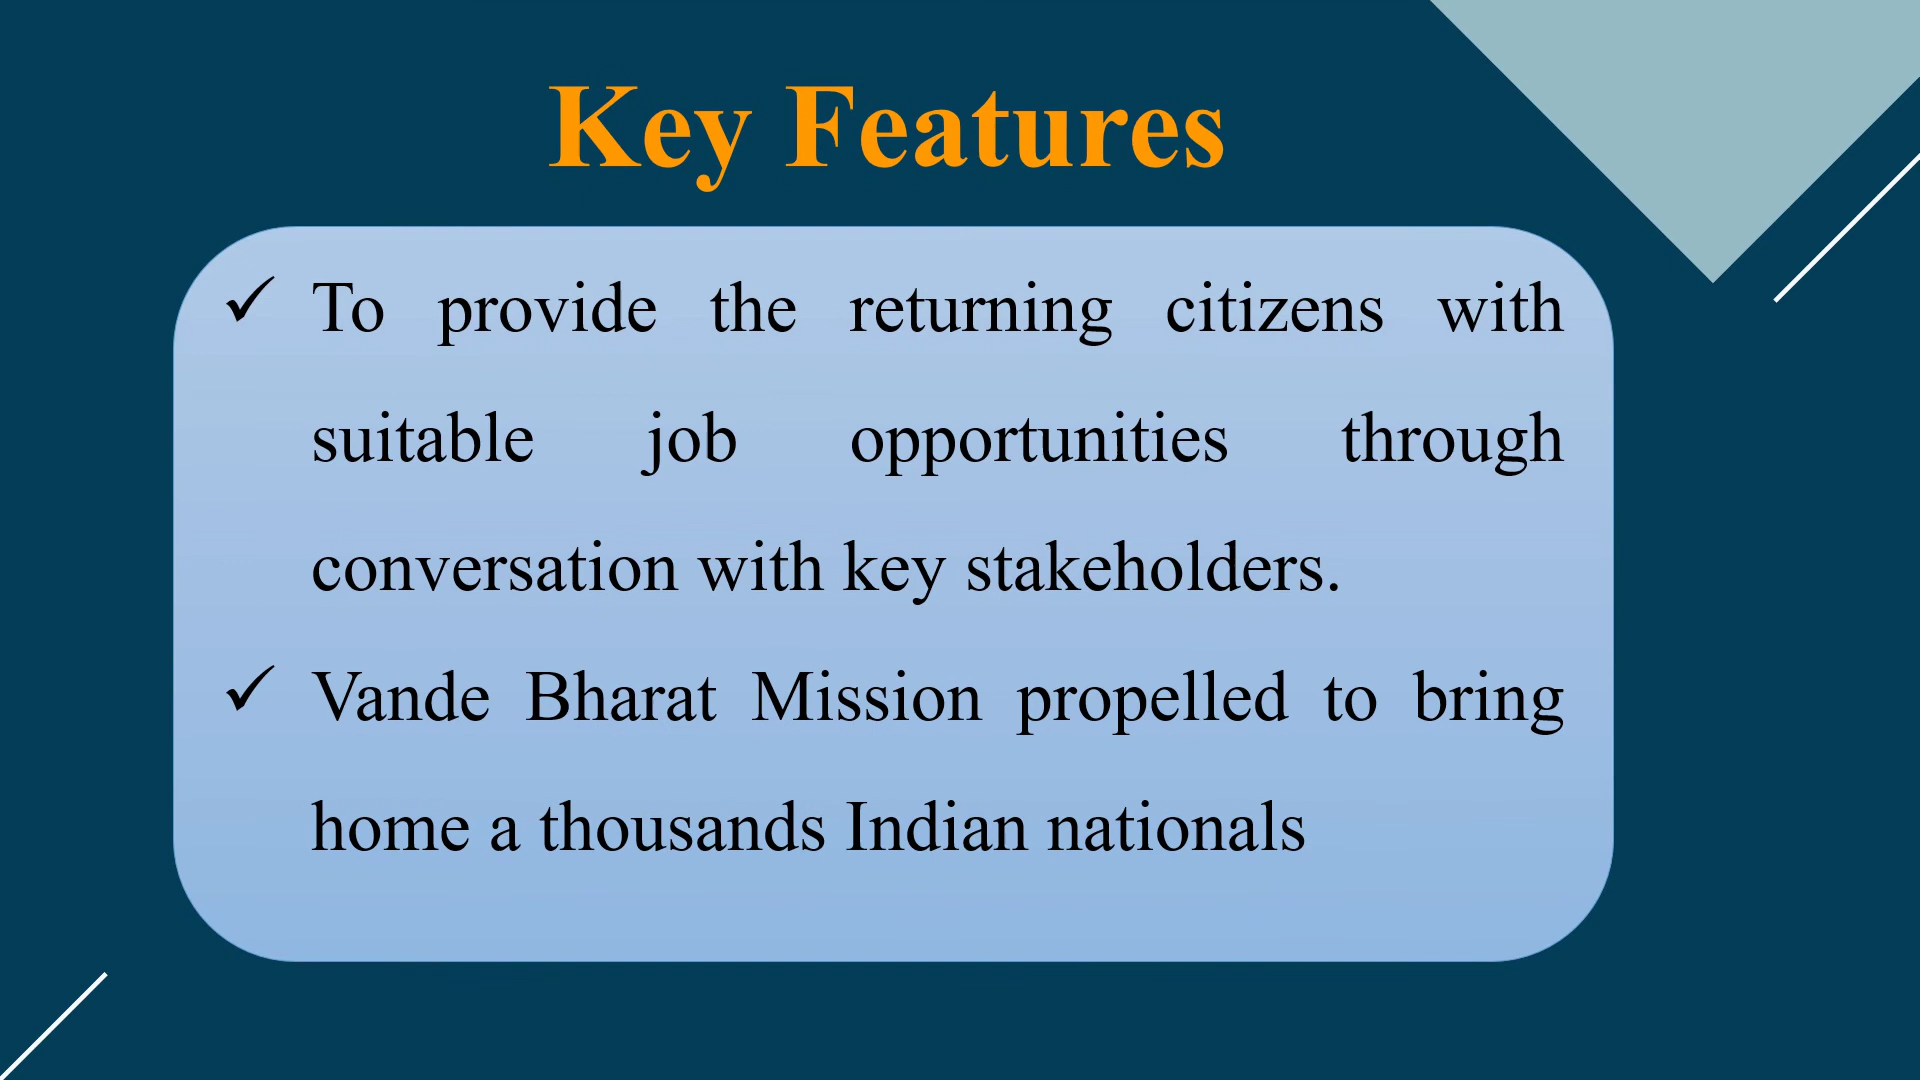 Key Features
✓ To provide the returning citizens with
suitable job opportunities through
conversation with key stakeholders.
✓ Vande Bharat Mission propelled to bring
home a thousands Indian nationals